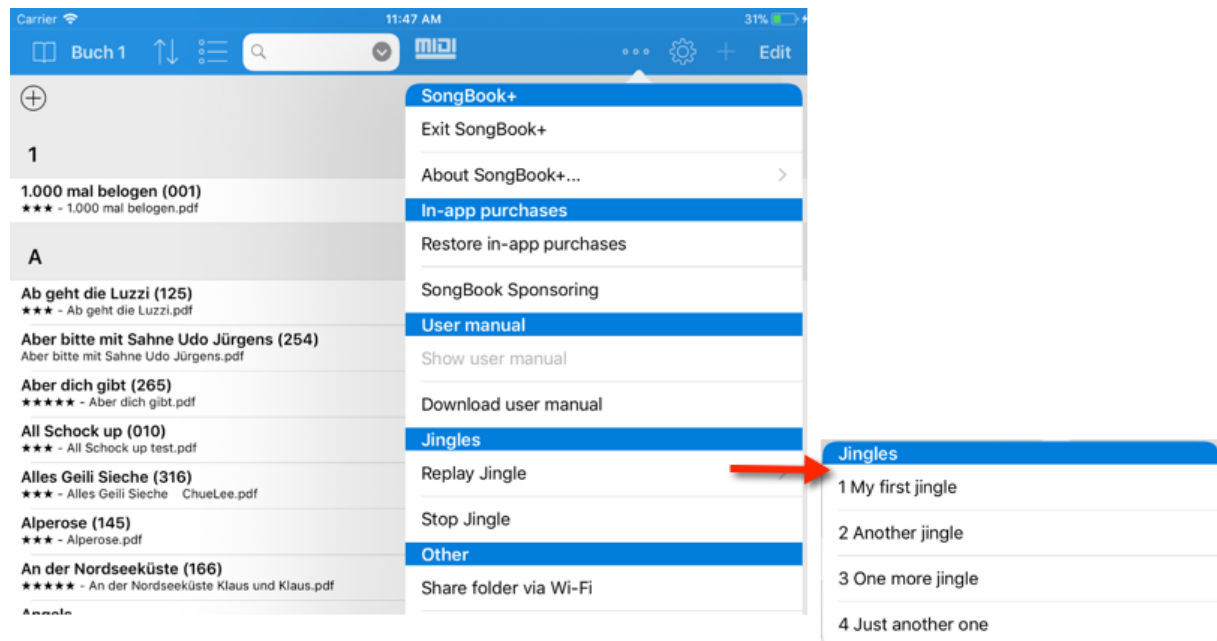 Carrier
11:47 AM
31%
Buch 1
MIDI
Edit
1
1.000 mal belogen (001)
★★★ - 1.000 mal belogen.pdf
A
Ab geht die Luzzi (125)
★★★ - Ab geht die Luzzi.pdf
Aber bitte mit Sahne Udo Jürgens (254)
Aber bitte mit Sahne Udo Jürgens.pdf
Aber dich gibt (265)
★★★★★ - Aber dich gibt.pdf
All Schock up (010)
★★★ - All Schock up test.pdf
Alles Geili Sieche (316)
★★★ - Alles Geili Sieche ChueLee.pdf
Alperose (145)
★★★ - Alperose.pdf
An der Nordseeküste (166)
★★★★★ - An der Nordseeküste Klaus und Klaus.pdf
SongBook+
Exit SongBook+
About SongBook+...
In-app purchases
Restore in-app purchases
SongBook Sponsoring
User manual
Show user manual
Download user manual
Jingles
Replay Jingle
Stop Jingle
Other
Share folder via Wi-Fi
Jingles
1 My first jingle
2 Another jingle
3 One more jingle
4 Just another one